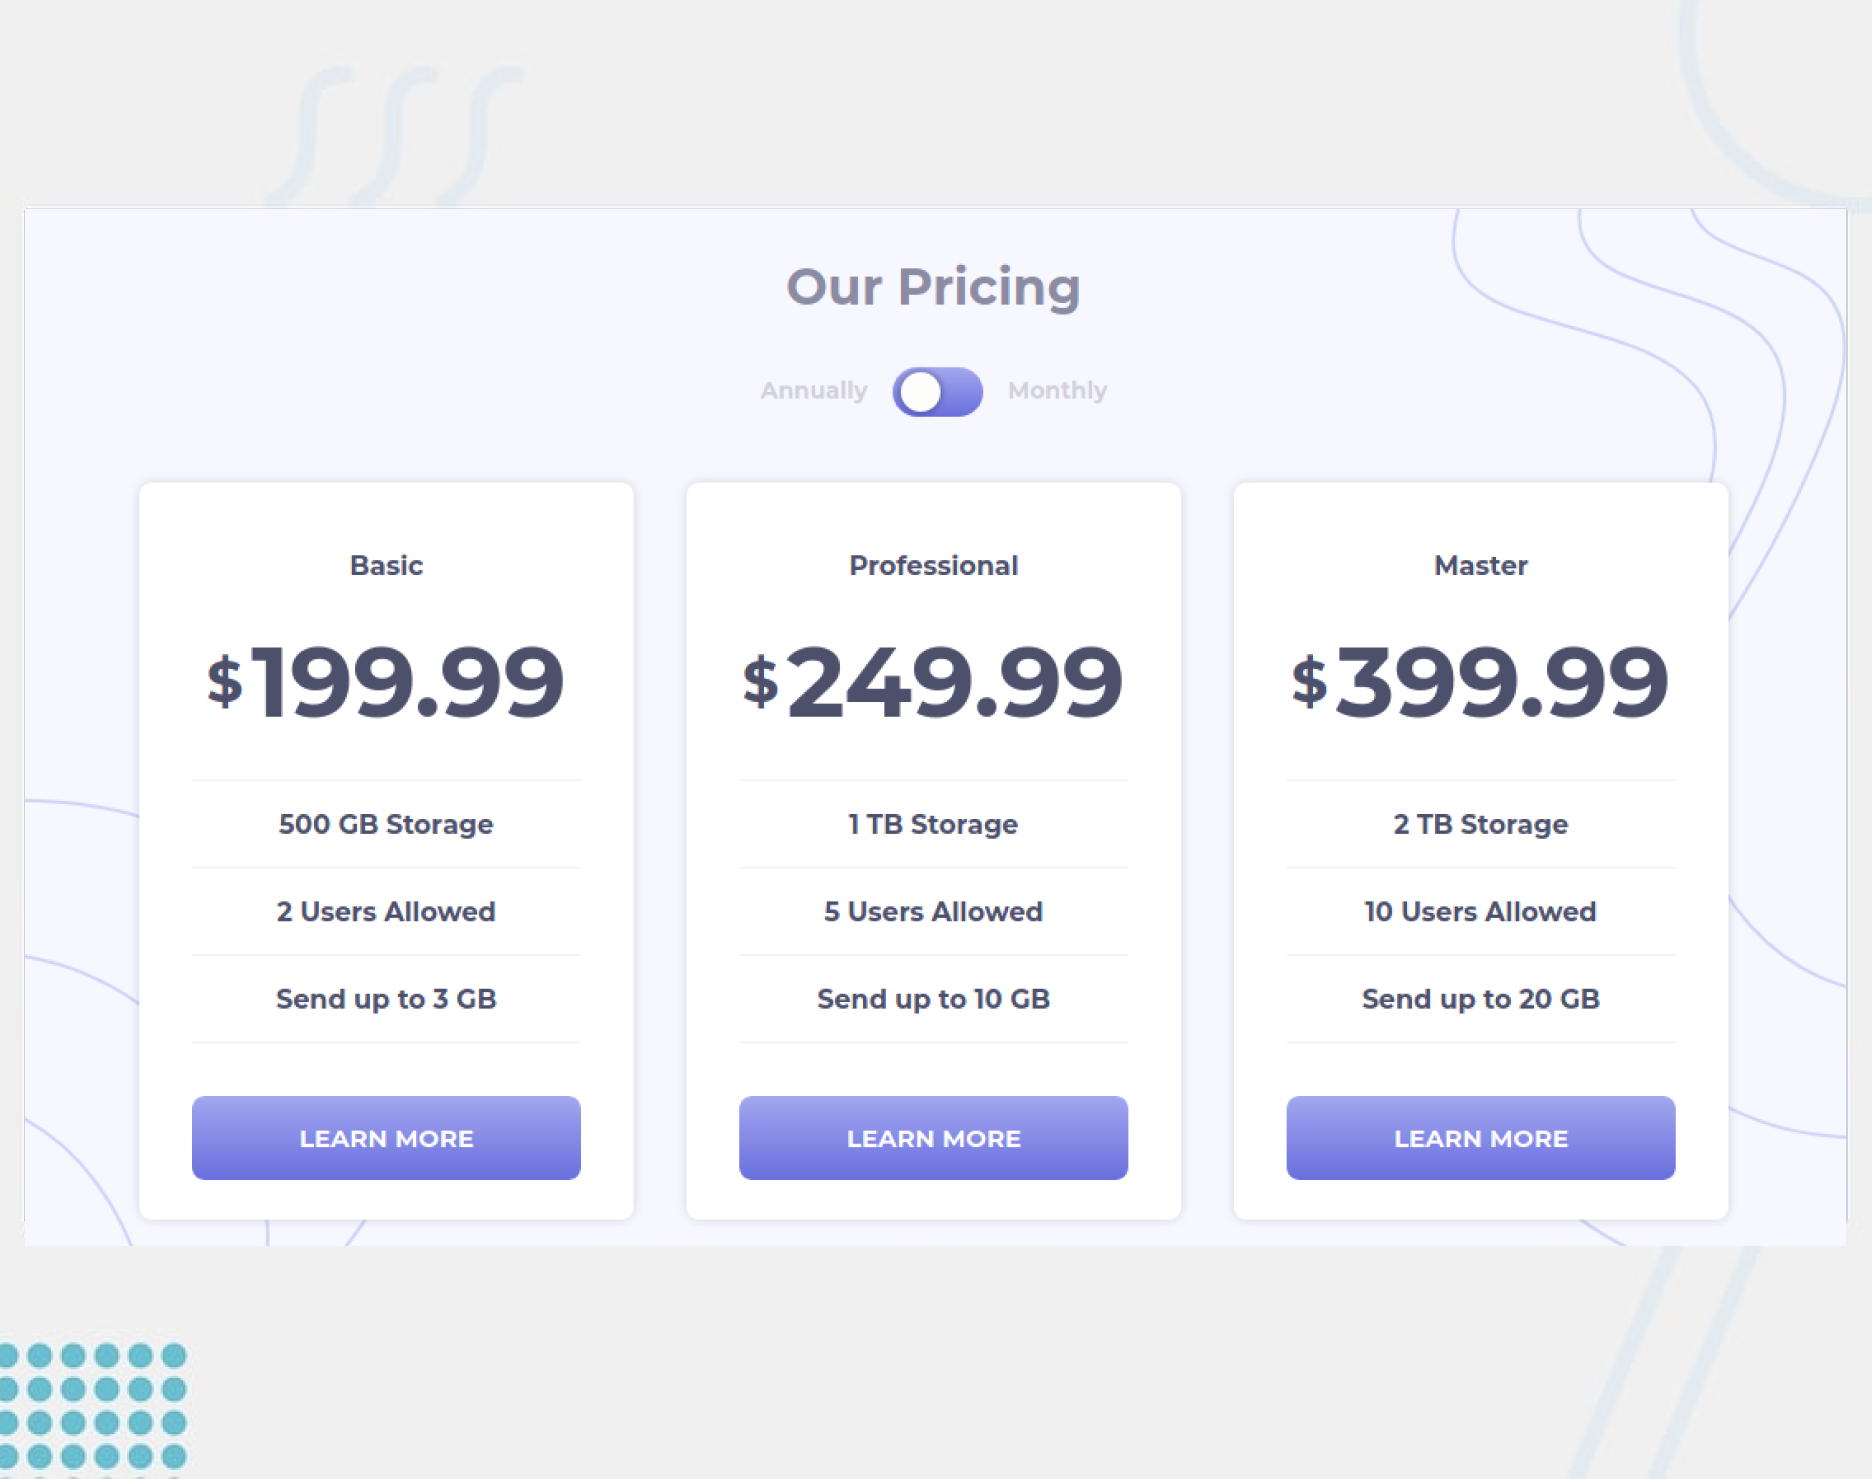 Our Pricing
Annually Monthly
Basic
$199.99
500 GB Storage
2 Users Allowed
Send up to 3 GB
LEARN MORE
Professional
$249.99
1 TB Storage
5 Users Allowed
Send up to 10 GB
LEARN MORE
Master
$399.99
2 TB Storage
10 Users Allowed
Send up to 20 GB
LEARN MORE